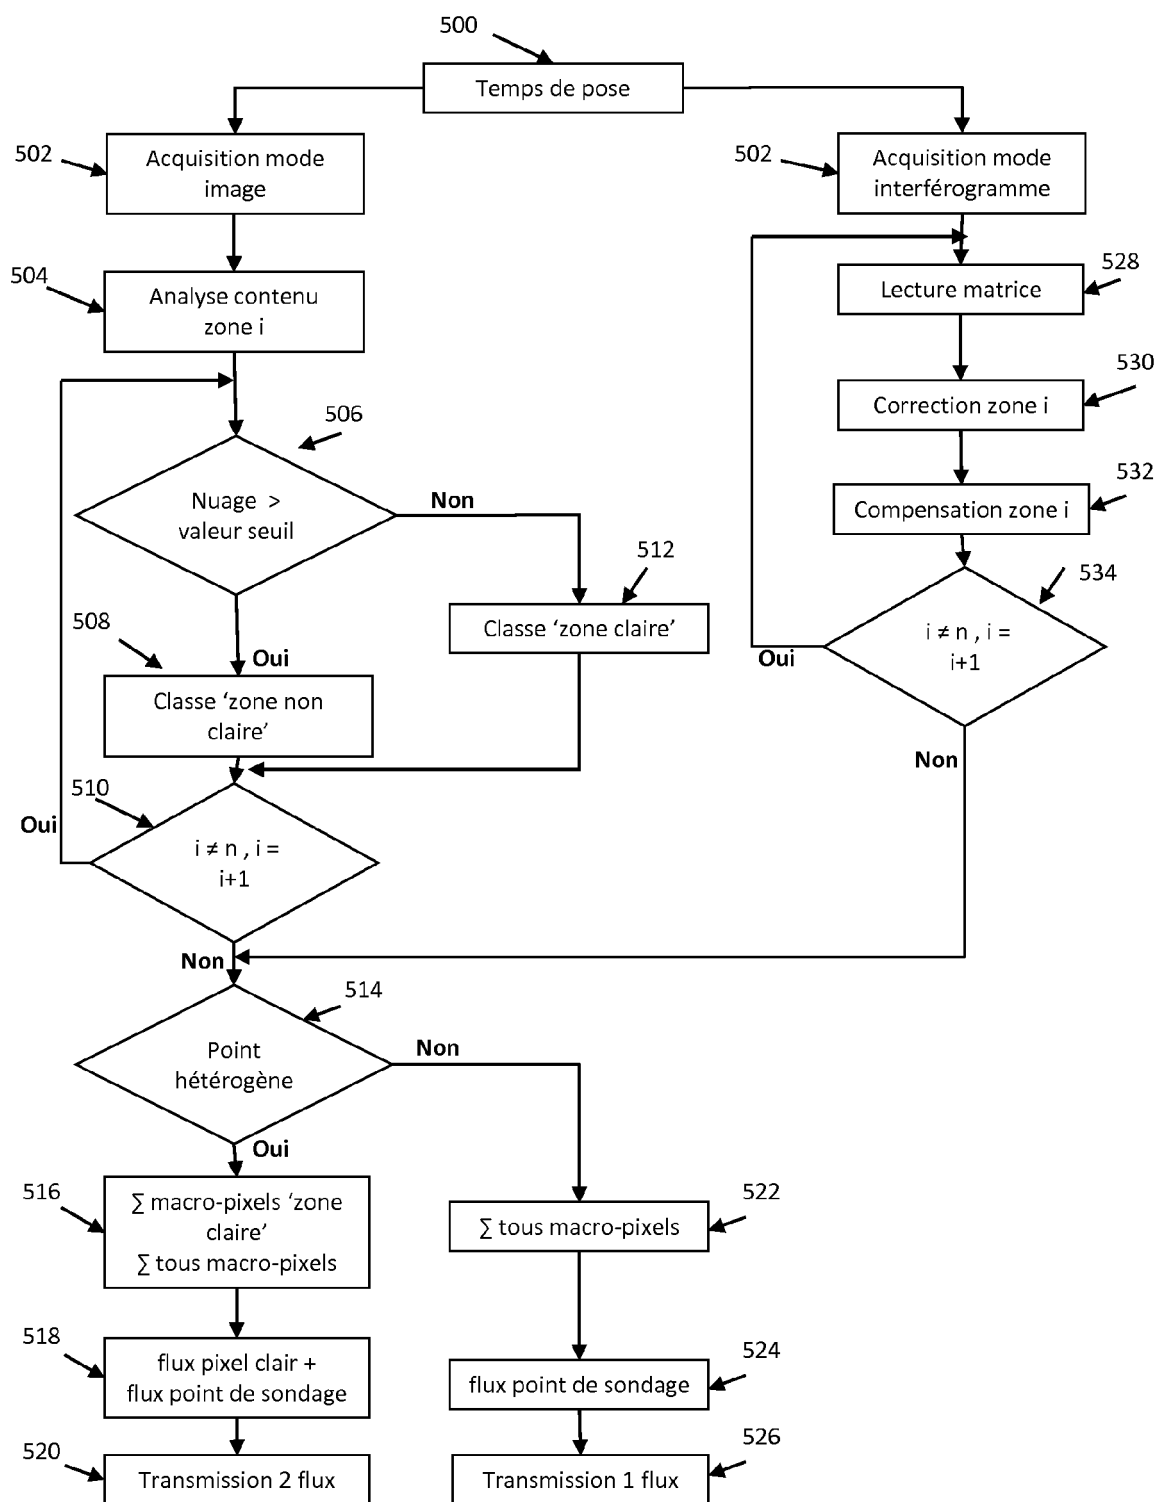 500
Temps de pose
502
Acquisition mode
image
502
Acquisition mode
interférogramme
504
Analyse contenu
zone i
528
Lecture matrice
530
Correction zone i
506
Nuage >
valeur seuil
Non
532
Compensation zone i
512
Classe ‘zone claire’
534
i ≠ n , i =
i+1
Oui
Non
508
Oui
Classe ‘zone non
claire’
510
Oui
i ≠ n , i =
i+1
Non
514
Point
hétérogène
Non
Oui
516
∑ macro-pixels ‘zone
claire’
∑ tous macro-pixels
522
∑ tous macro-pixels
518
flux pixel clair +
flux point de sondage
524
flux point de sondage
520
Transmission 2 flux
526
Transmission 1 flux